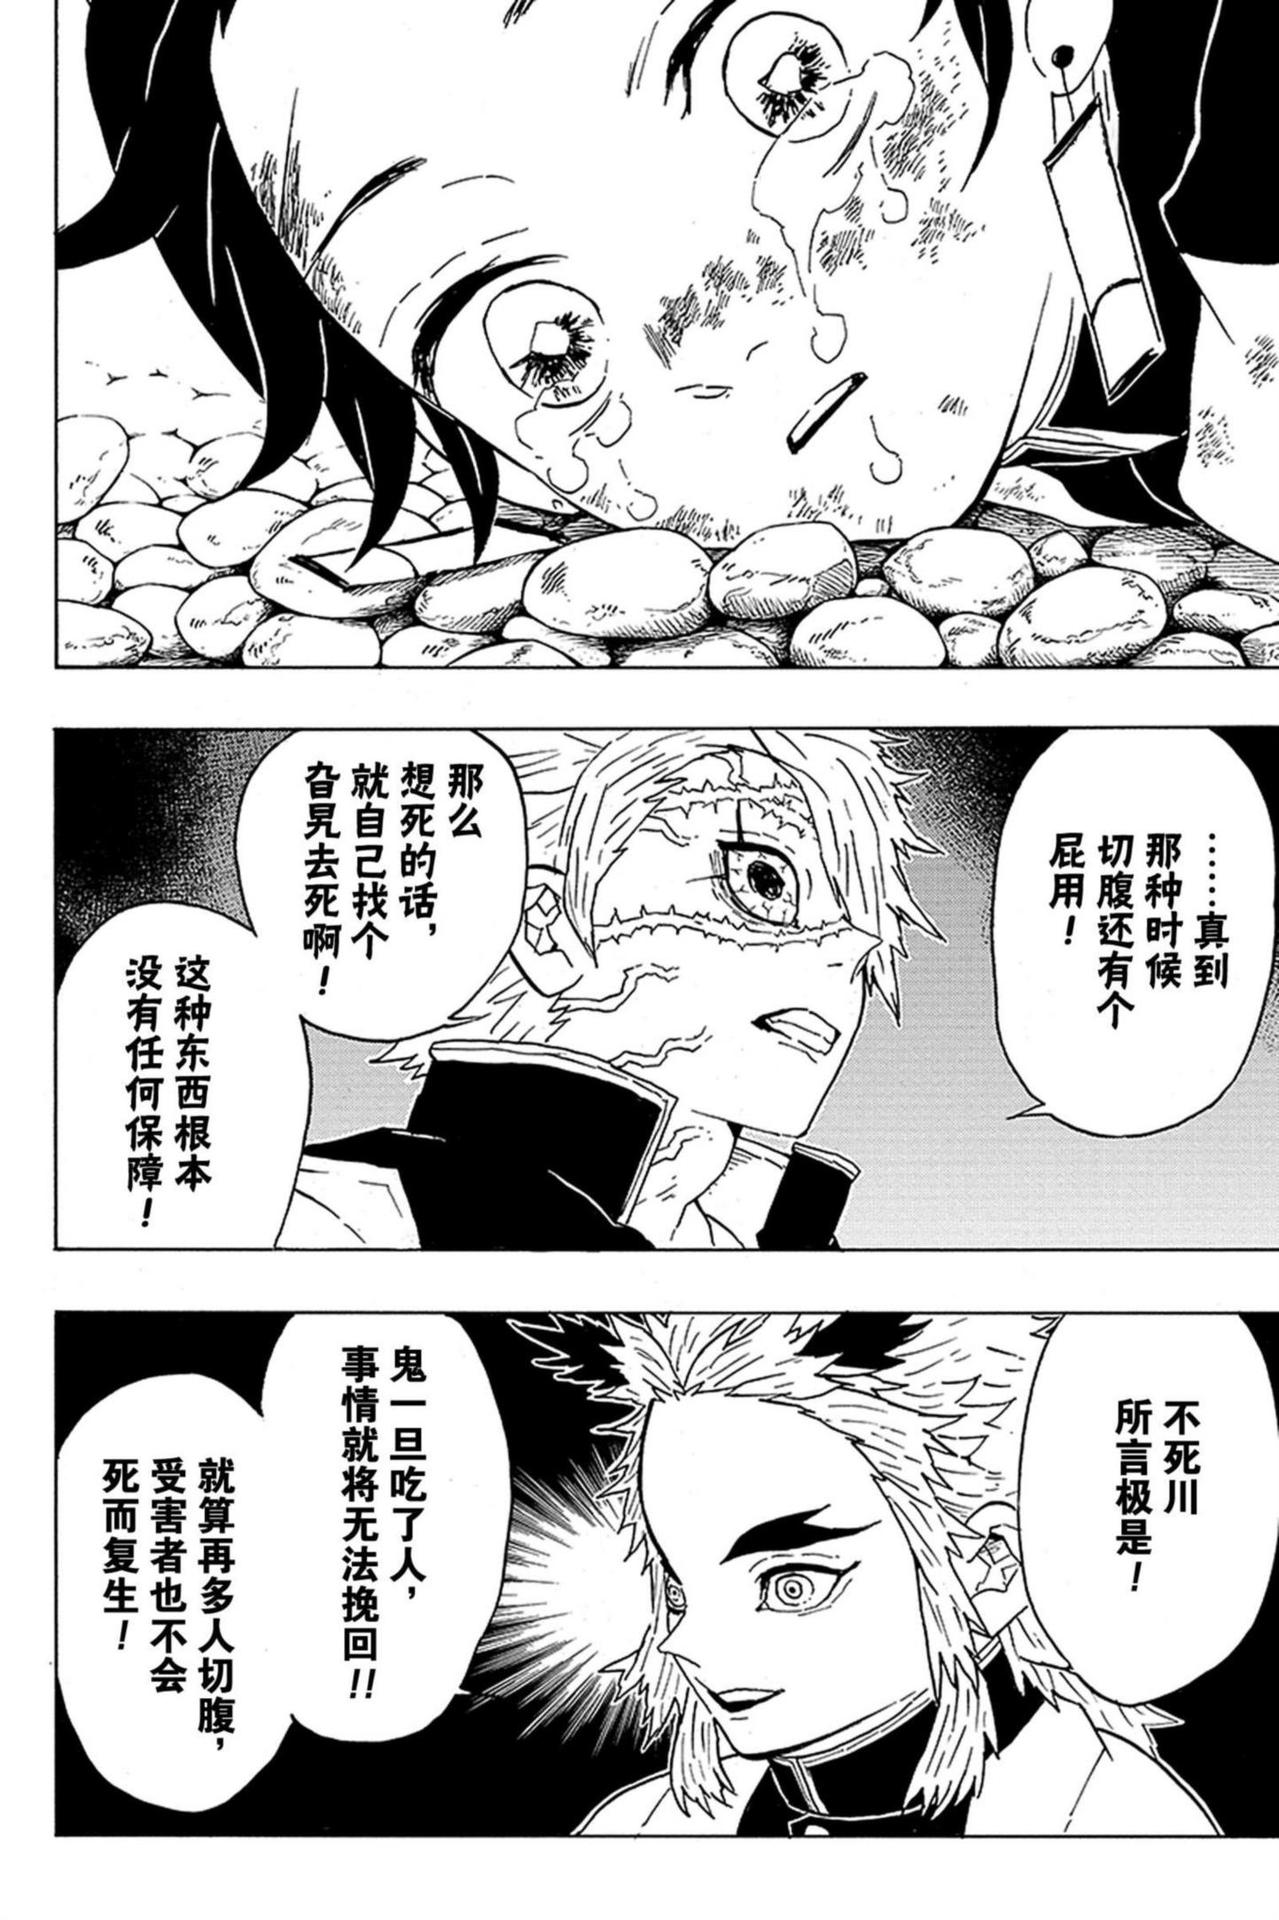 ……真到
那种时候
切腹还有个
屁用！
那么
想死的话，
就自己找个
旮旯去死啊！
这种东西根本
没有任何保障！
不死川
所言极是！
鬼一旦吃了人，
事情就将无法挽回！！
就算再多人切腹，
受害者也不会
死而复生！